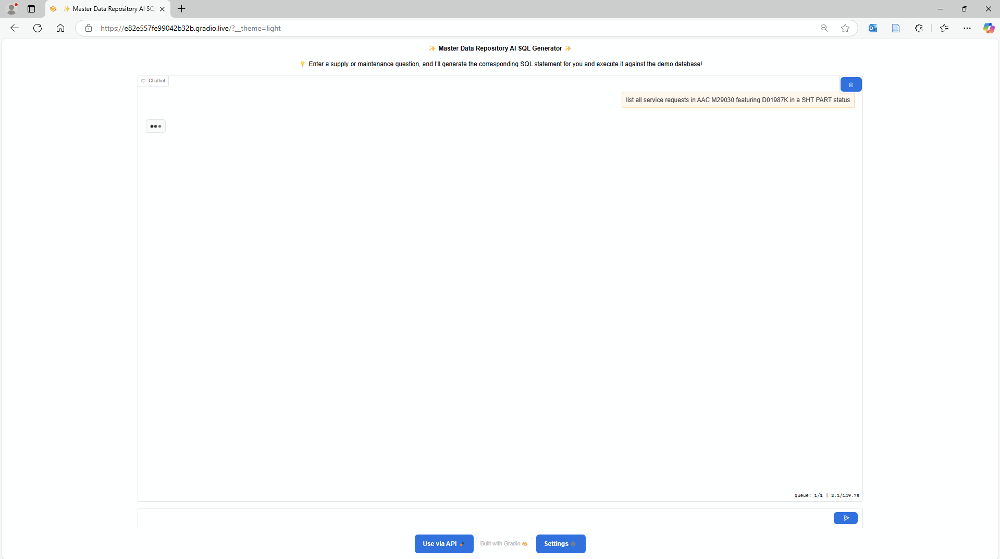 ✨ Master Data Repository AI SQ
https://e82e557fe99042b32b.gradio.live/?__theme=light
✨ Master Data Repository AI SQL Generator ✨
💡 Enter a supply or maintenance question, and I'll generate the corresponding SQL statement for you and execute it against the demo database!
Chatbot
list all service requests in AAC M29030 featuring D01987K in a SHT PART status
queue: 1/1 | 2.1/149.7s
Use via API
Built with Gradio
Settings